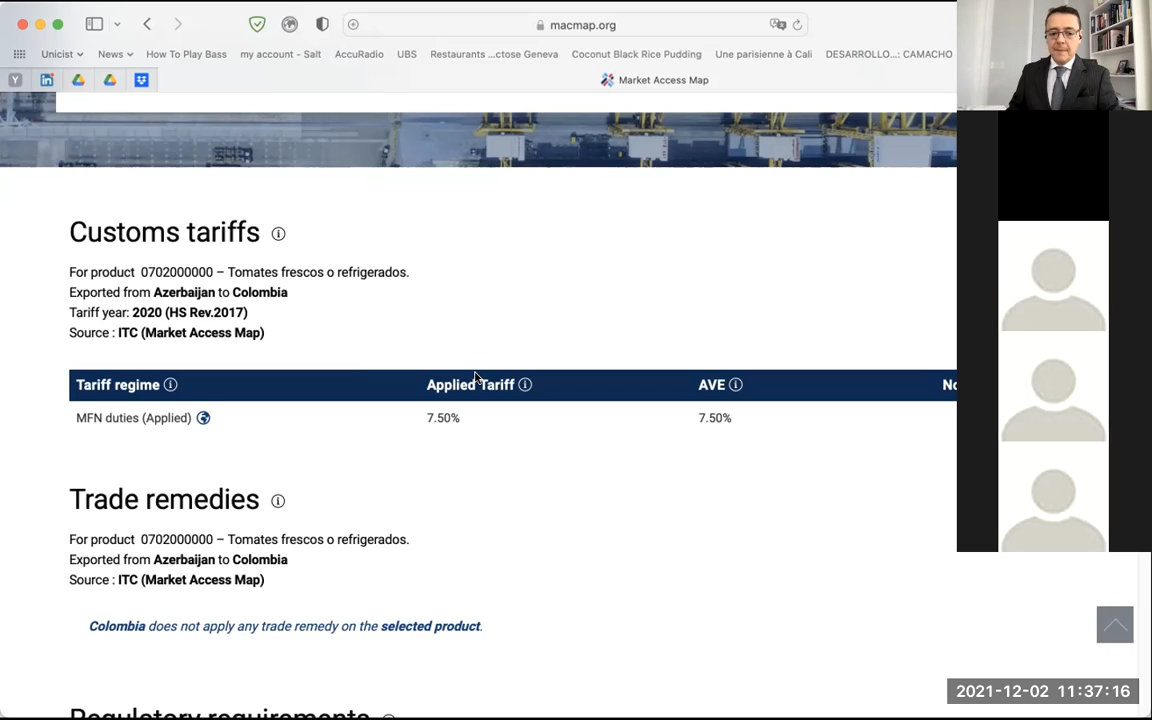 macmap.org
Unicist
News
How To Play Bass
my account - Salt
AccuRadio
UBS
Restaurants ...ctose Geneva
Coconut Black Rice Pudding
Une parisienne à Cali
DESARROLLO...: CAMACHO
Y
in
Market Access Map
Customs tariffs
For product 0702000000 – Tomates frescos o refrigerados.
Exported from Azerbaijan to Colombia
Tariff year: 2020 (HS Rev.2017)
Source : ITC (Market Access Map)
Tariff regime Applied Tariff AVE No
MFN duties (Applied) 7.50% 7.50%
Trade remedies
For product 0702000000 – Tomates frescos o refrigerados.
Exported from Azerbaijan to Colombia
Source : ITC (Market Access Map)
Colombia does not apply any trade remedy on the selected product.
Regulatory requirements
2021-12-02 11:37:16